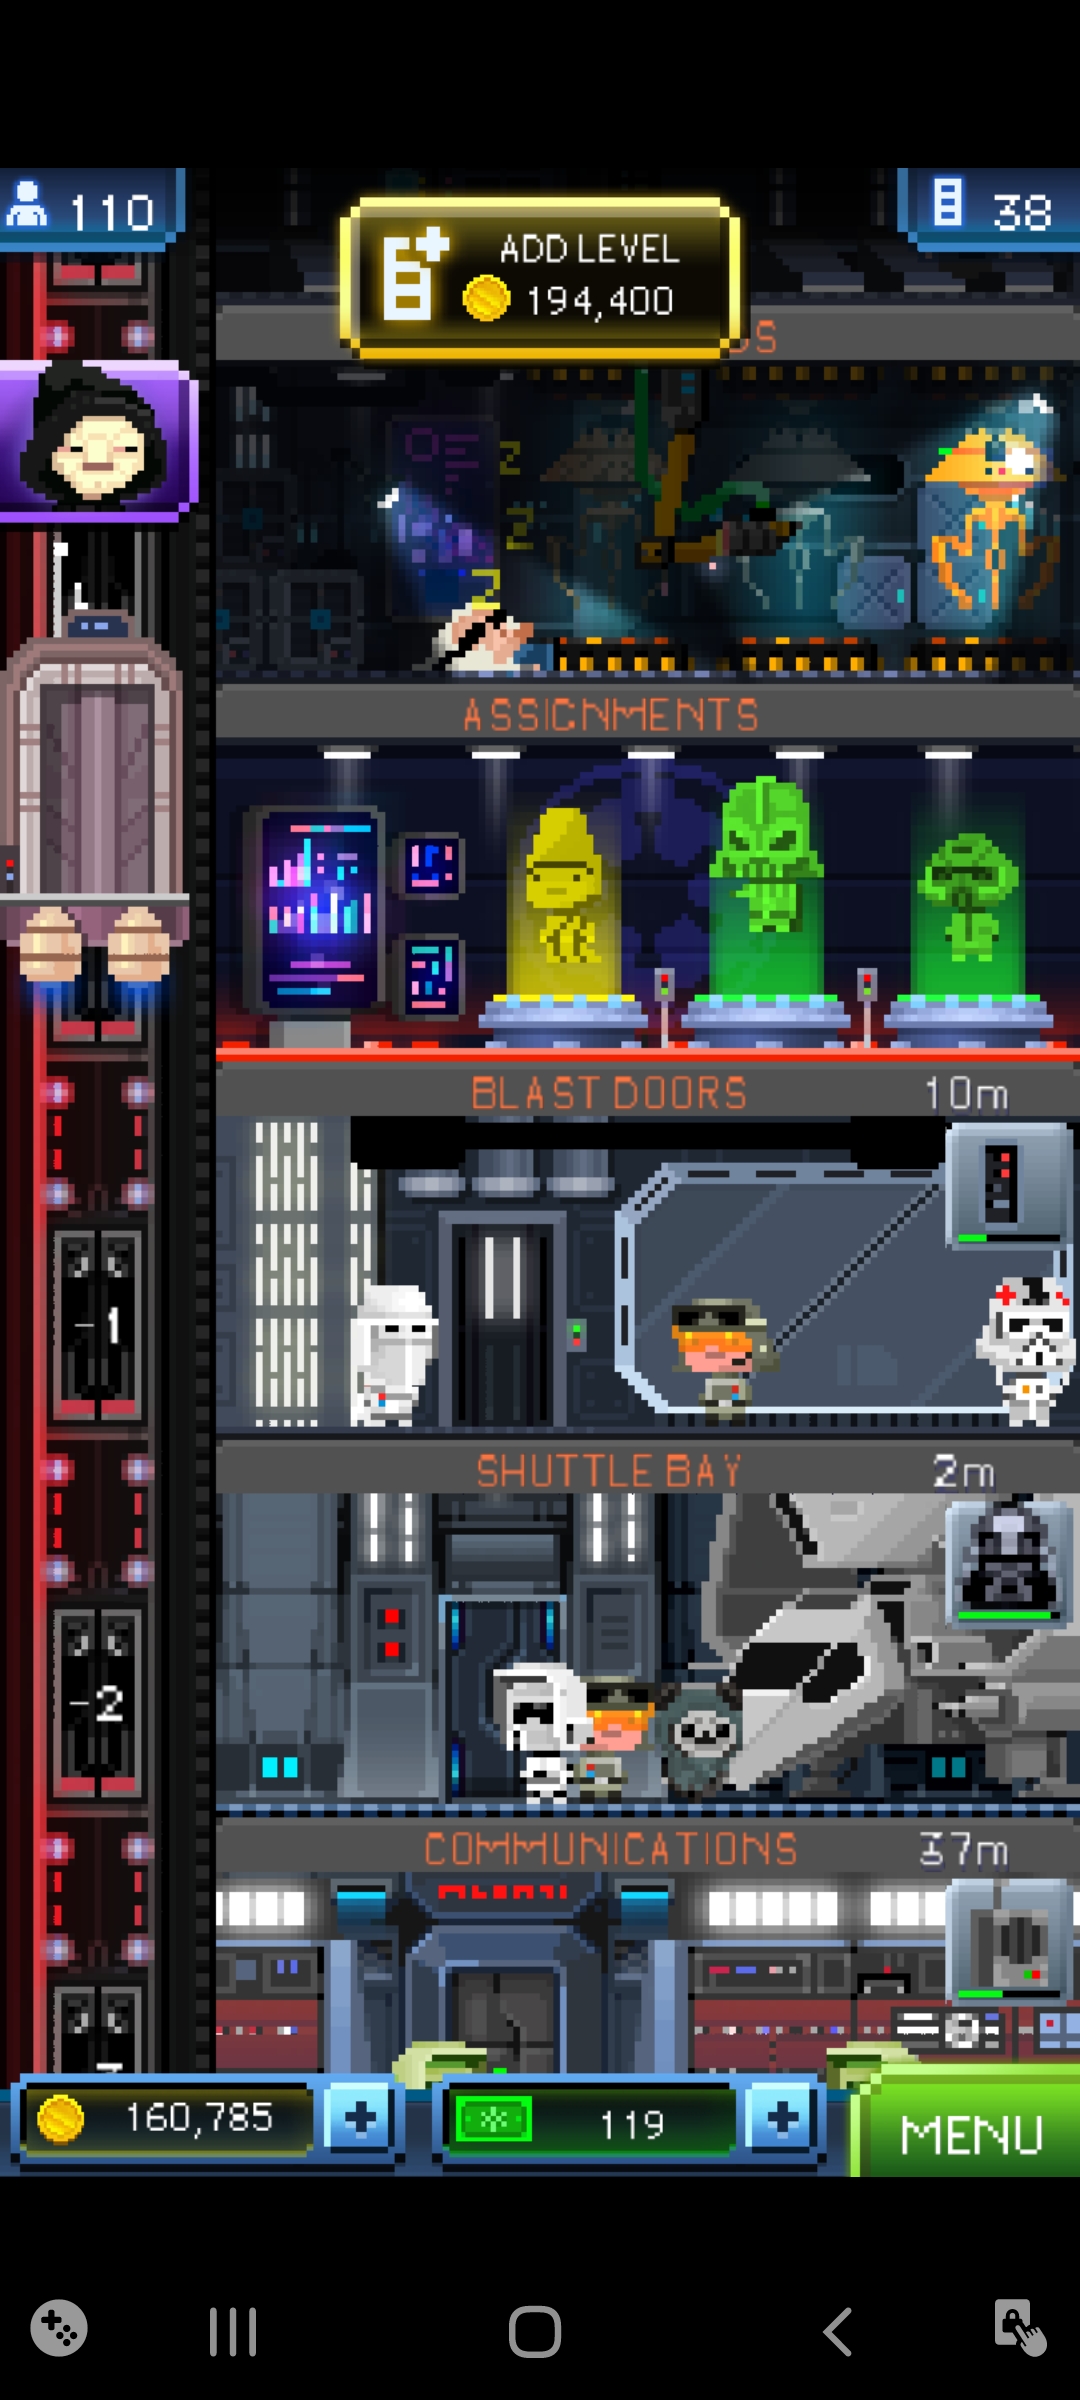 110
ADD LEVEL
194,400
38
DS
ASSIGNMENTS
BLAST DOORS 10m
-1
SHUTTLE BAY 2m
-2
COMMUNICATIONS 37m
160,785
119
MENU